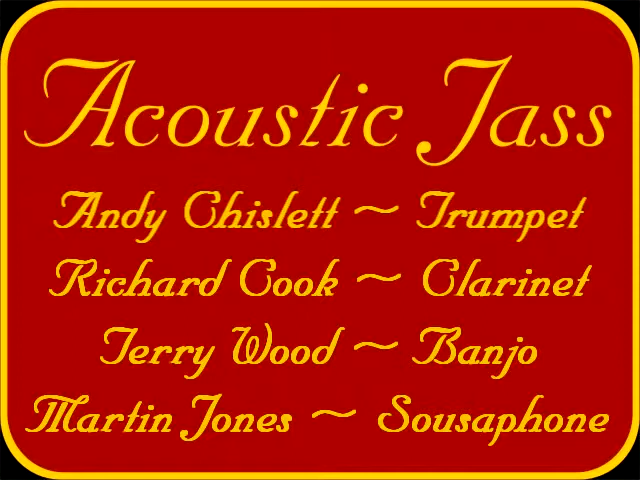 Acoustic Jass
Andy Chislett ~ Trumpet
Richard Cook ~ Clarinet
Terry Wood ~ Banjo
Martin Jones ~ Sousaphone